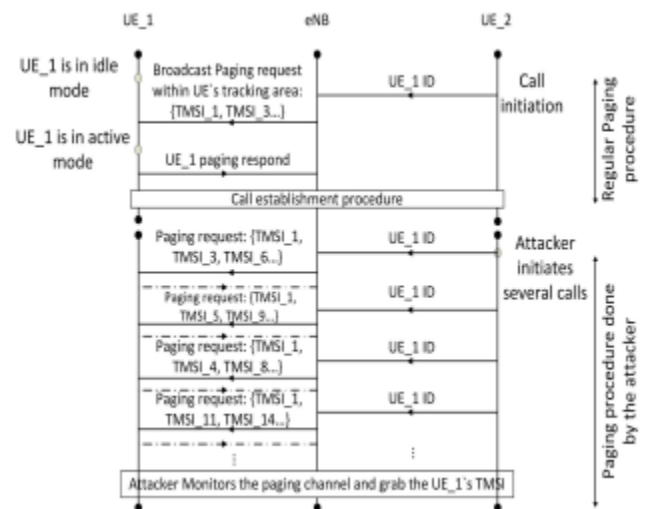 UE_1
eNB
UE_2
UE_1 is in idle
mode
Broadcast Paging request
within UE`s tracking area:
{TMSI_1, TMSI_3...}
UE_1 ID
Call
initiation
UE_1 is in active
mode
UE_1 paging respond
Call establishment procedure
Regular Paging
procedure
Paging request: {TMSI_1,
TMSI_3, TMSI_6...}
UE_1 ID
Attacker
initiates
several calls
Paging request: {TMSI_1,
TMSI_5, TMSI_9...}
UE_1 ID
Paging request: {TMSI_1,
TMSI_4, TMSI_8...}
UE_1 ID
Paging request: {TMSI_1,
TMSI_11, TMSI_14...}
UE_1 ID
Attacker Monitors the paging channel and grab the UE_1`s TMSI
Paging procedure done
by the attacker